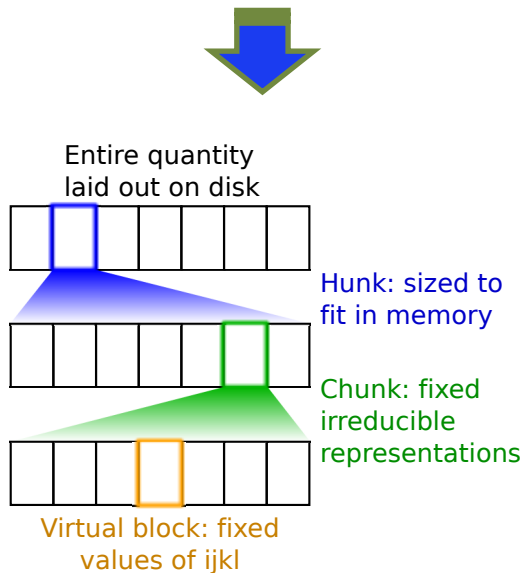 Entire quantity
laid out on disk
Hunk: sized to
fit in memory
Chunk: fixed
irreducible
representations
Virtual block: fixed
values of ijkl